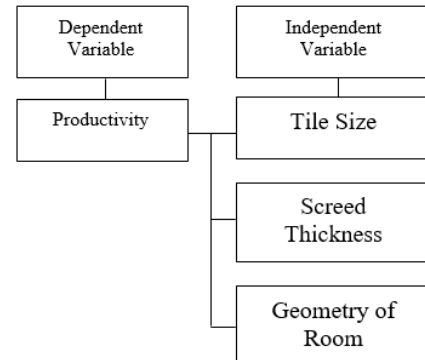 Dependent
Variable
Independent
Variable
Productivity
Tile Size
Screed
Thickness
Geometry of
Room